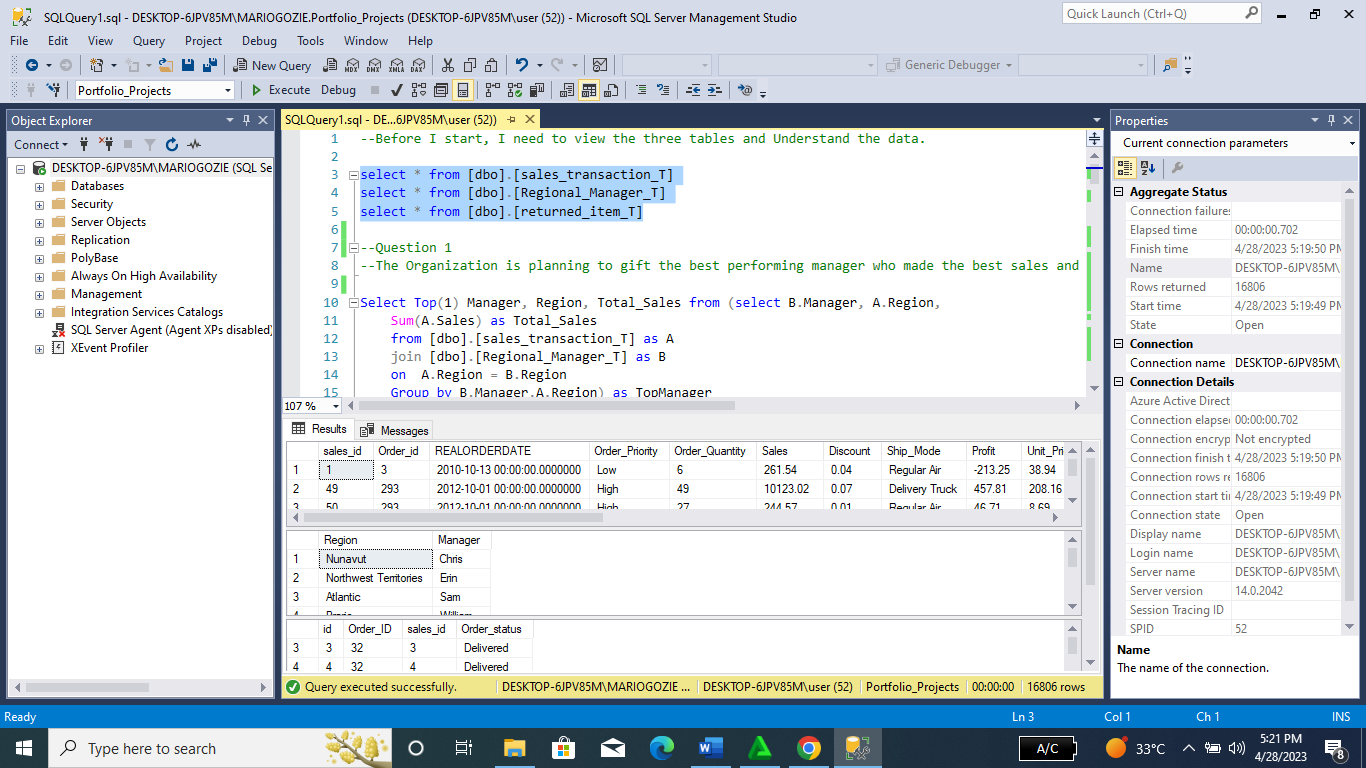 SQLQuery1.sql - DESKTOP-6JPV85M\MARIOGOZIE.Portfolio_Projects (DESKTOP-6JPV85M\user (52)) - Microsoft SQL Server Management Studio
Quick Launch (Ctrl+Q)
File Edit View Query Project Debug Tools Window Help
New Query MDX DMX XMLA DAX Generic Debugger
Portfolio_Projects Execute Debug
Object Explorer
Connect
DESKTOP-6JPV85M\MARIOGOZIE (SQL Se
Databases
Security
Server Objects
Replication
PolyBase
Always On High Availability
Management
Integration Services Catalogs
SQL Server Agent (Agent XPs disabled)
XEvent Profiler
SQLQuery1.sql - DE...6JPV85M\user (52))
1 --Before I start, I need to view the three tables and Understand the data.
2
3 select * from [dbo].[sales_transaction_T]
4 select * from [dbo].[Regional_Manager_T]
5 select * from [dbo].[returned_item_T]
6
7 --Question 1
8 --The Organization is planning to gift the best performing manager who made the best sales and
9
10 Select Top(1) Manager, Region, Total_Sales from (select B.Manager, A.Region,
11 Sum(A.Sales) as Total_Sales
12 from [dbo].[sales_transaction_T] as A
13 join [dbo].[Regional_Manager_T] as B
14 on A.Region = B.Region
15 Group by B.Manager,A.Region) as TopManager
107 %
Results Messages
sales_id Order_id REALORDERDATE Order_Priority Order_Quantity Sales Discount Ship_Mode Profit Unit_Pri
1 1 3 2010-10-13 00:00:00.0000000 Low 6 261.54 0.04 Regular Air -213.25 38.94
2 49 293 2012-10-01 00:00:00.0000000 High 49 10123.02 0.07 Delivery Truck 457.81 208.16
3 50 293 2012-10-01 00:00:00.0000000 High 27 244.57 0.01 Regular Air 46.71 8.69
Region Manager
1 Nunavut Chris
2 Northwest Territories Erin
3 Atlantic Sam
4 William
id Order_ID sales_id Order_status
3 3 32 3 Delivered
4 4 32 4 Delivered
Query executed successfully. DESKTOP-6JPV85M\MARIOGOZIE ... DESKTOP-6JPV85M\user (52) Portfolio_Projects 00:00:00 16806 rows
Properties
Current connection parameters
Aggregate Status
Connection failures
Elapsed time 00:00:00.702
Finish time 4/28/2023 5:19:50 PM
Name DESKTOP-6JPV85M\
Rows returned 16806
Start time 4/28/2023 5:19:49 PM
State Open
Connection
Connection name DESKTOP-6JPV85M\
Connection Details
Azure Active Direct
Connection elapse 00:00:00.702
Connection encryp Not encrypted
Connection finish t 4/28/2023 5:19:50 PM
Connection rows re 16806
Connection start ti 4/28/2023 5:19:49 PM
Connection state Open
Display name DESKTOP-6JPV85M\
Login name DESKTOP-6JPV85M\
Server name DESKTOP-6JPV85M\
Server version 14.0.2042
Session Tracing ID
SPID 52
Name
The name of the connection.
Ready Ln 3 Col 1 Ch 1 INS
Type here to search
A/C 33°C 5:21 PM
4/28/2023 8